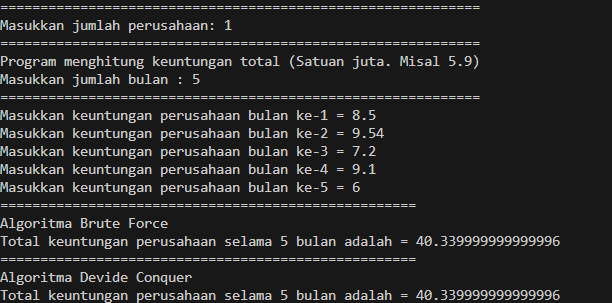 ============================================================
Masukkan jumlah perusahaan: 1
============================================================
Program menghitung keuntungan total (Satuan juta. Misal 5.9)
Masukkan jumlah bulan : 5
============================================================
Masukkan keuntungan perusahaan bulan ke-1 = 8.5
Masukkan keuntungan perusahaan bulan ke-2 = 9.54
Masukkan keuntungan perusahaan bulan ke-3 = 7.2
Masukkan keuntungan perusahaan bulan ke-4 = 9.1
Masukkan keuntungan perusahaan bulan ke-5 = 6
====================================================
Algoritma Brute Force
Total keuntungan perusahaan selama 5 bulan adalah = 40.339999999999996
====================================================
Algoritma Devide Conquer
Total keuntungan perusahaan selama 5 bulan adalah = 40.339999999999996